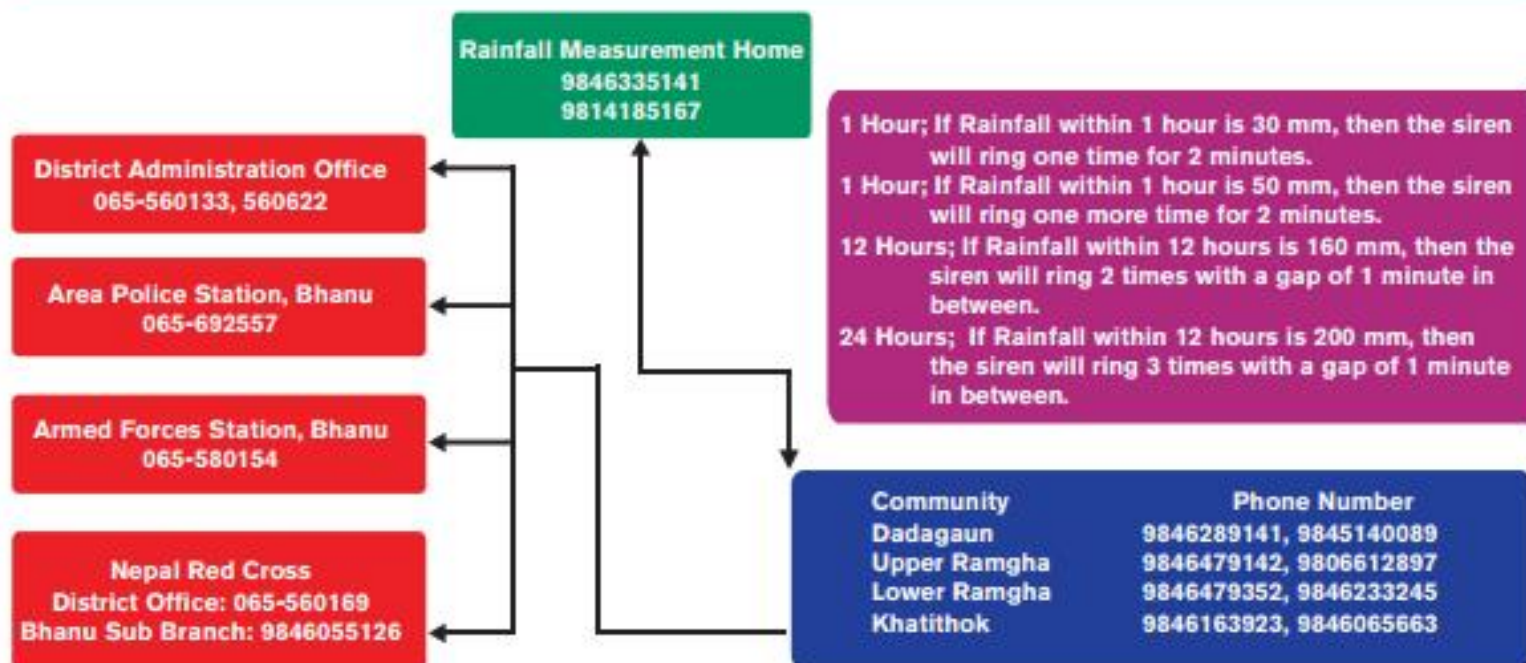 Rainfall Measurement Home
9846335141
9814185167
District Administration Office
065-560133, 560622
Area Police Station, Bhanu
065-692557
Armed Forces Station, Bhanu
065-580154
Nepal Red Cross
District Office: 065-560169
Bhanu Sub Branch: 9846055126
1 Hour; If Rainfall within 1 hour is 30 mm, then the siren
will ring one time for 2 minutes.
1 Hour; If Rainfall within 1 hour is 50 mm, then the siren
will ring one more time for 2 minutes.
12 Hours; If Rainfall within 12 hours is 160 mm, then the
siren will ring 2 times with a gap of 1 minute in
between.
24 Hours; If Rainfall within 12 hours is 200 mm, then
the siren will ring 3 times with a gap of 1 minute
in between.
Community Phone Number
Dadagaun 9846289141, 9845140089
Upper Ramgha 9846479142, 9806612897
Lower Ramgha 9846479352, 9846233245
Khatithok 9846163923, 9846065663